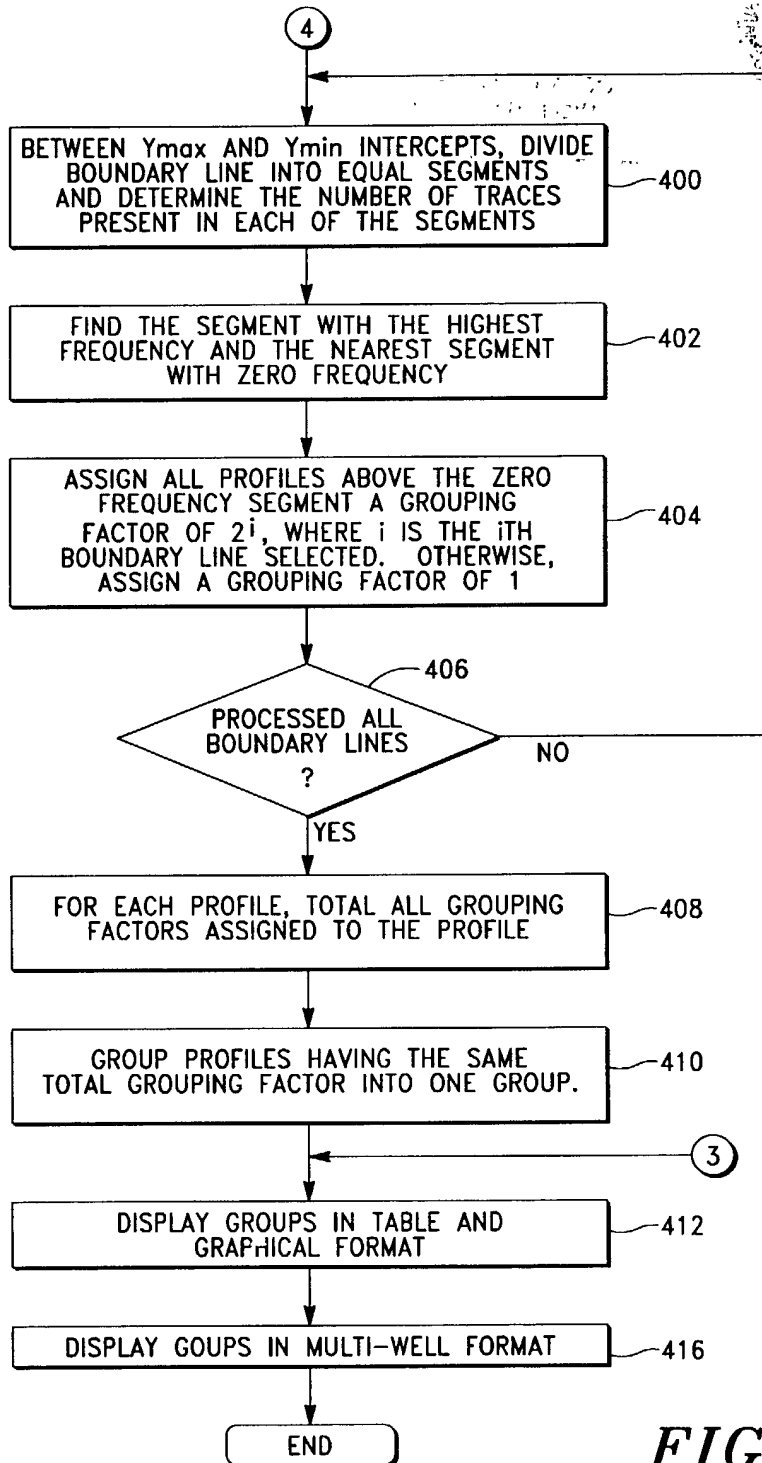 4
BETWEEN Ymax AND Ymin INTERCEPTS, DIVIDE
BOUNDARY LINE INTO EQUAL SEGMENTS
AND DETERMINE THE NUMBER OF TRACES
PRESENT IN EACH OF THE SEGMENTS
400
FIND THE SEGMENT WITH THE HIGHEST
FREQUENCY AND THE NEAREST SEGMENT
WITH ZERO FREQUENCY
402
ASSIGN ALL PROFILES ABOVE THE ZERO
FREQUENCY SEGMENT A GROUPING
FACTOR OF 2^i, WHERE i IS THE iTH
BOUNDARY LINE SELECTED. OTHERWISE,
ASSIGN A GROUPING FACTOR OF 1
404
406
PROCESSED ALL
BOUNDARY LINES
?
NO
YES
FOR EACH PROFILE, TOTAL ALL GROUPING
FACTORS ASSIGNED TO THE PROFILE
408
GROUP PROFILES HAVING THE SAME
TOTAL GROUPING FACTOR INTO ONE GROUP.
410
3
DISPLAY GROUPS IN TABLE AND
GRAPHICAL FORMAT
412
DISPLAY GOUPS IN MULTI-WELL FORMAT
416
END
FIG